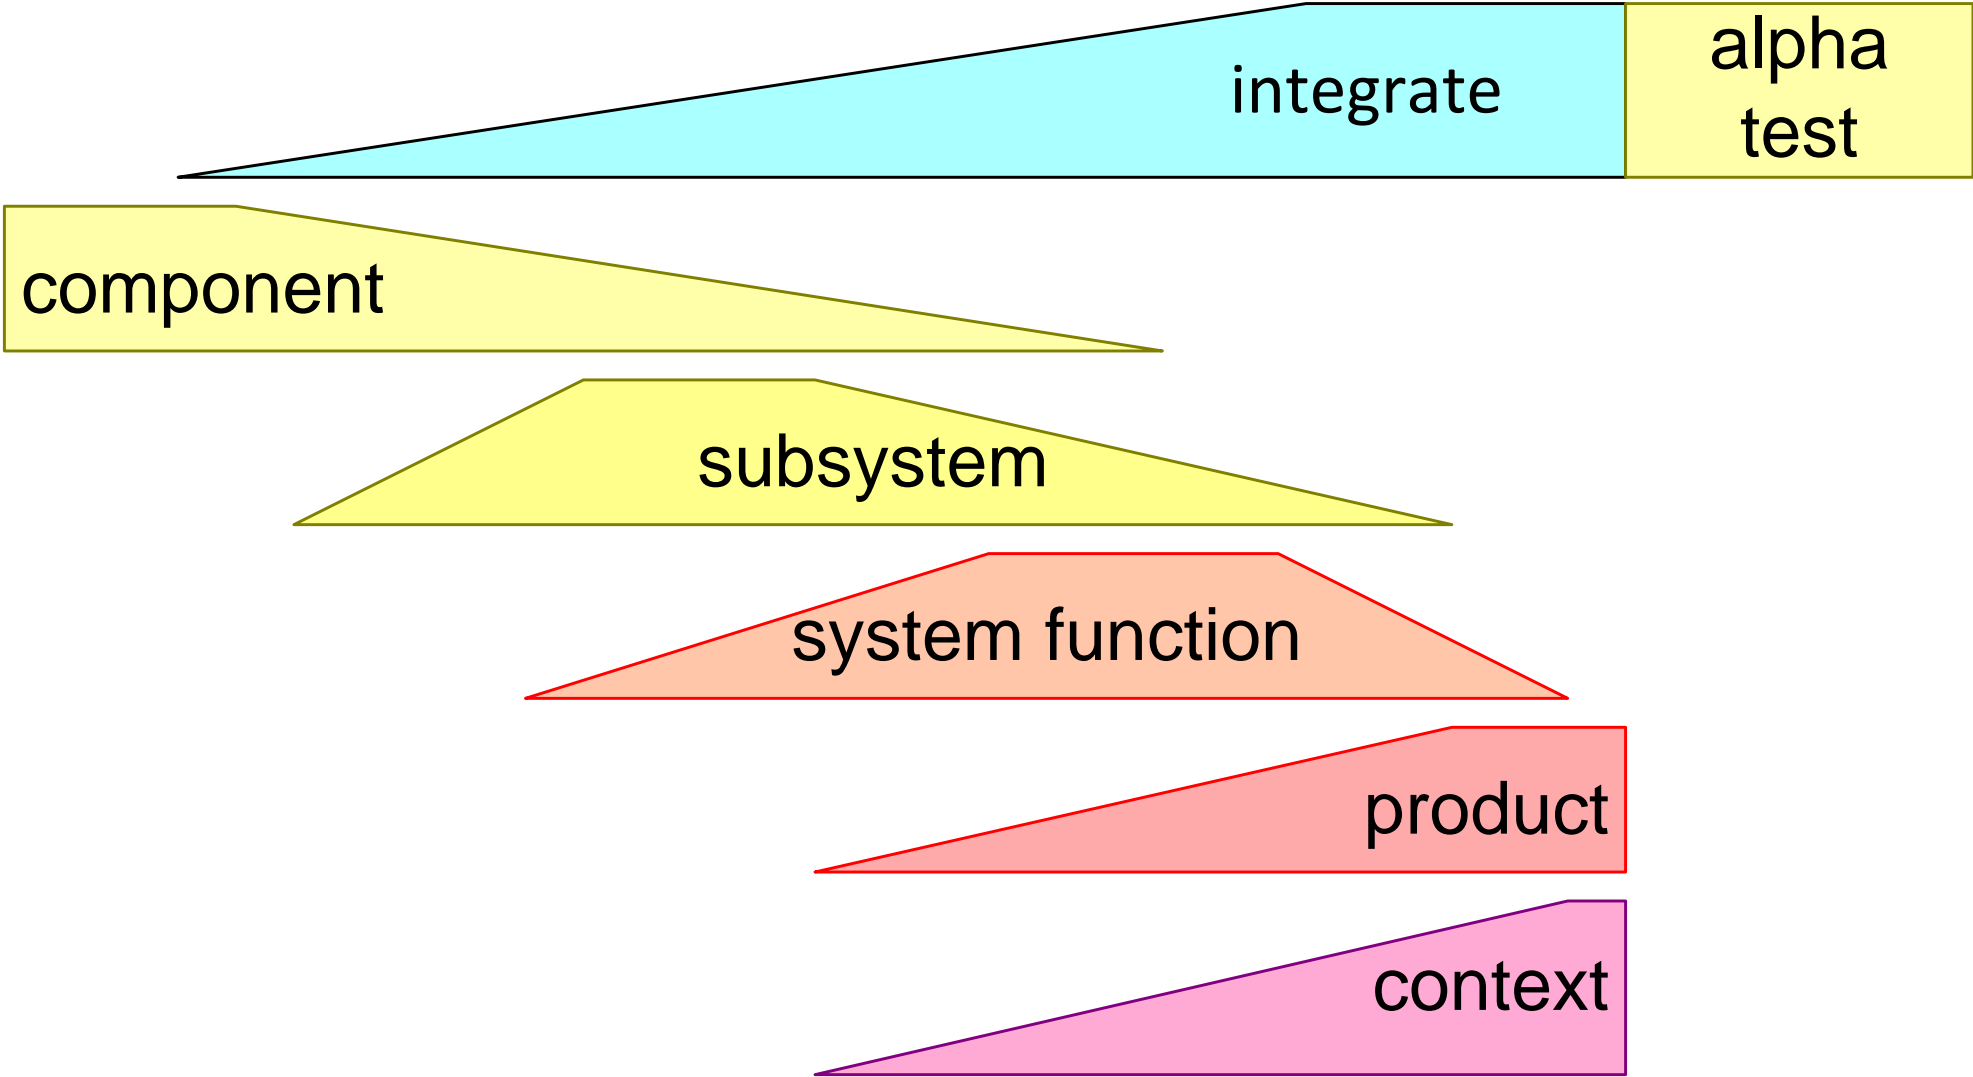 integrate
alpha
test
component
subsystem
system function
product
context